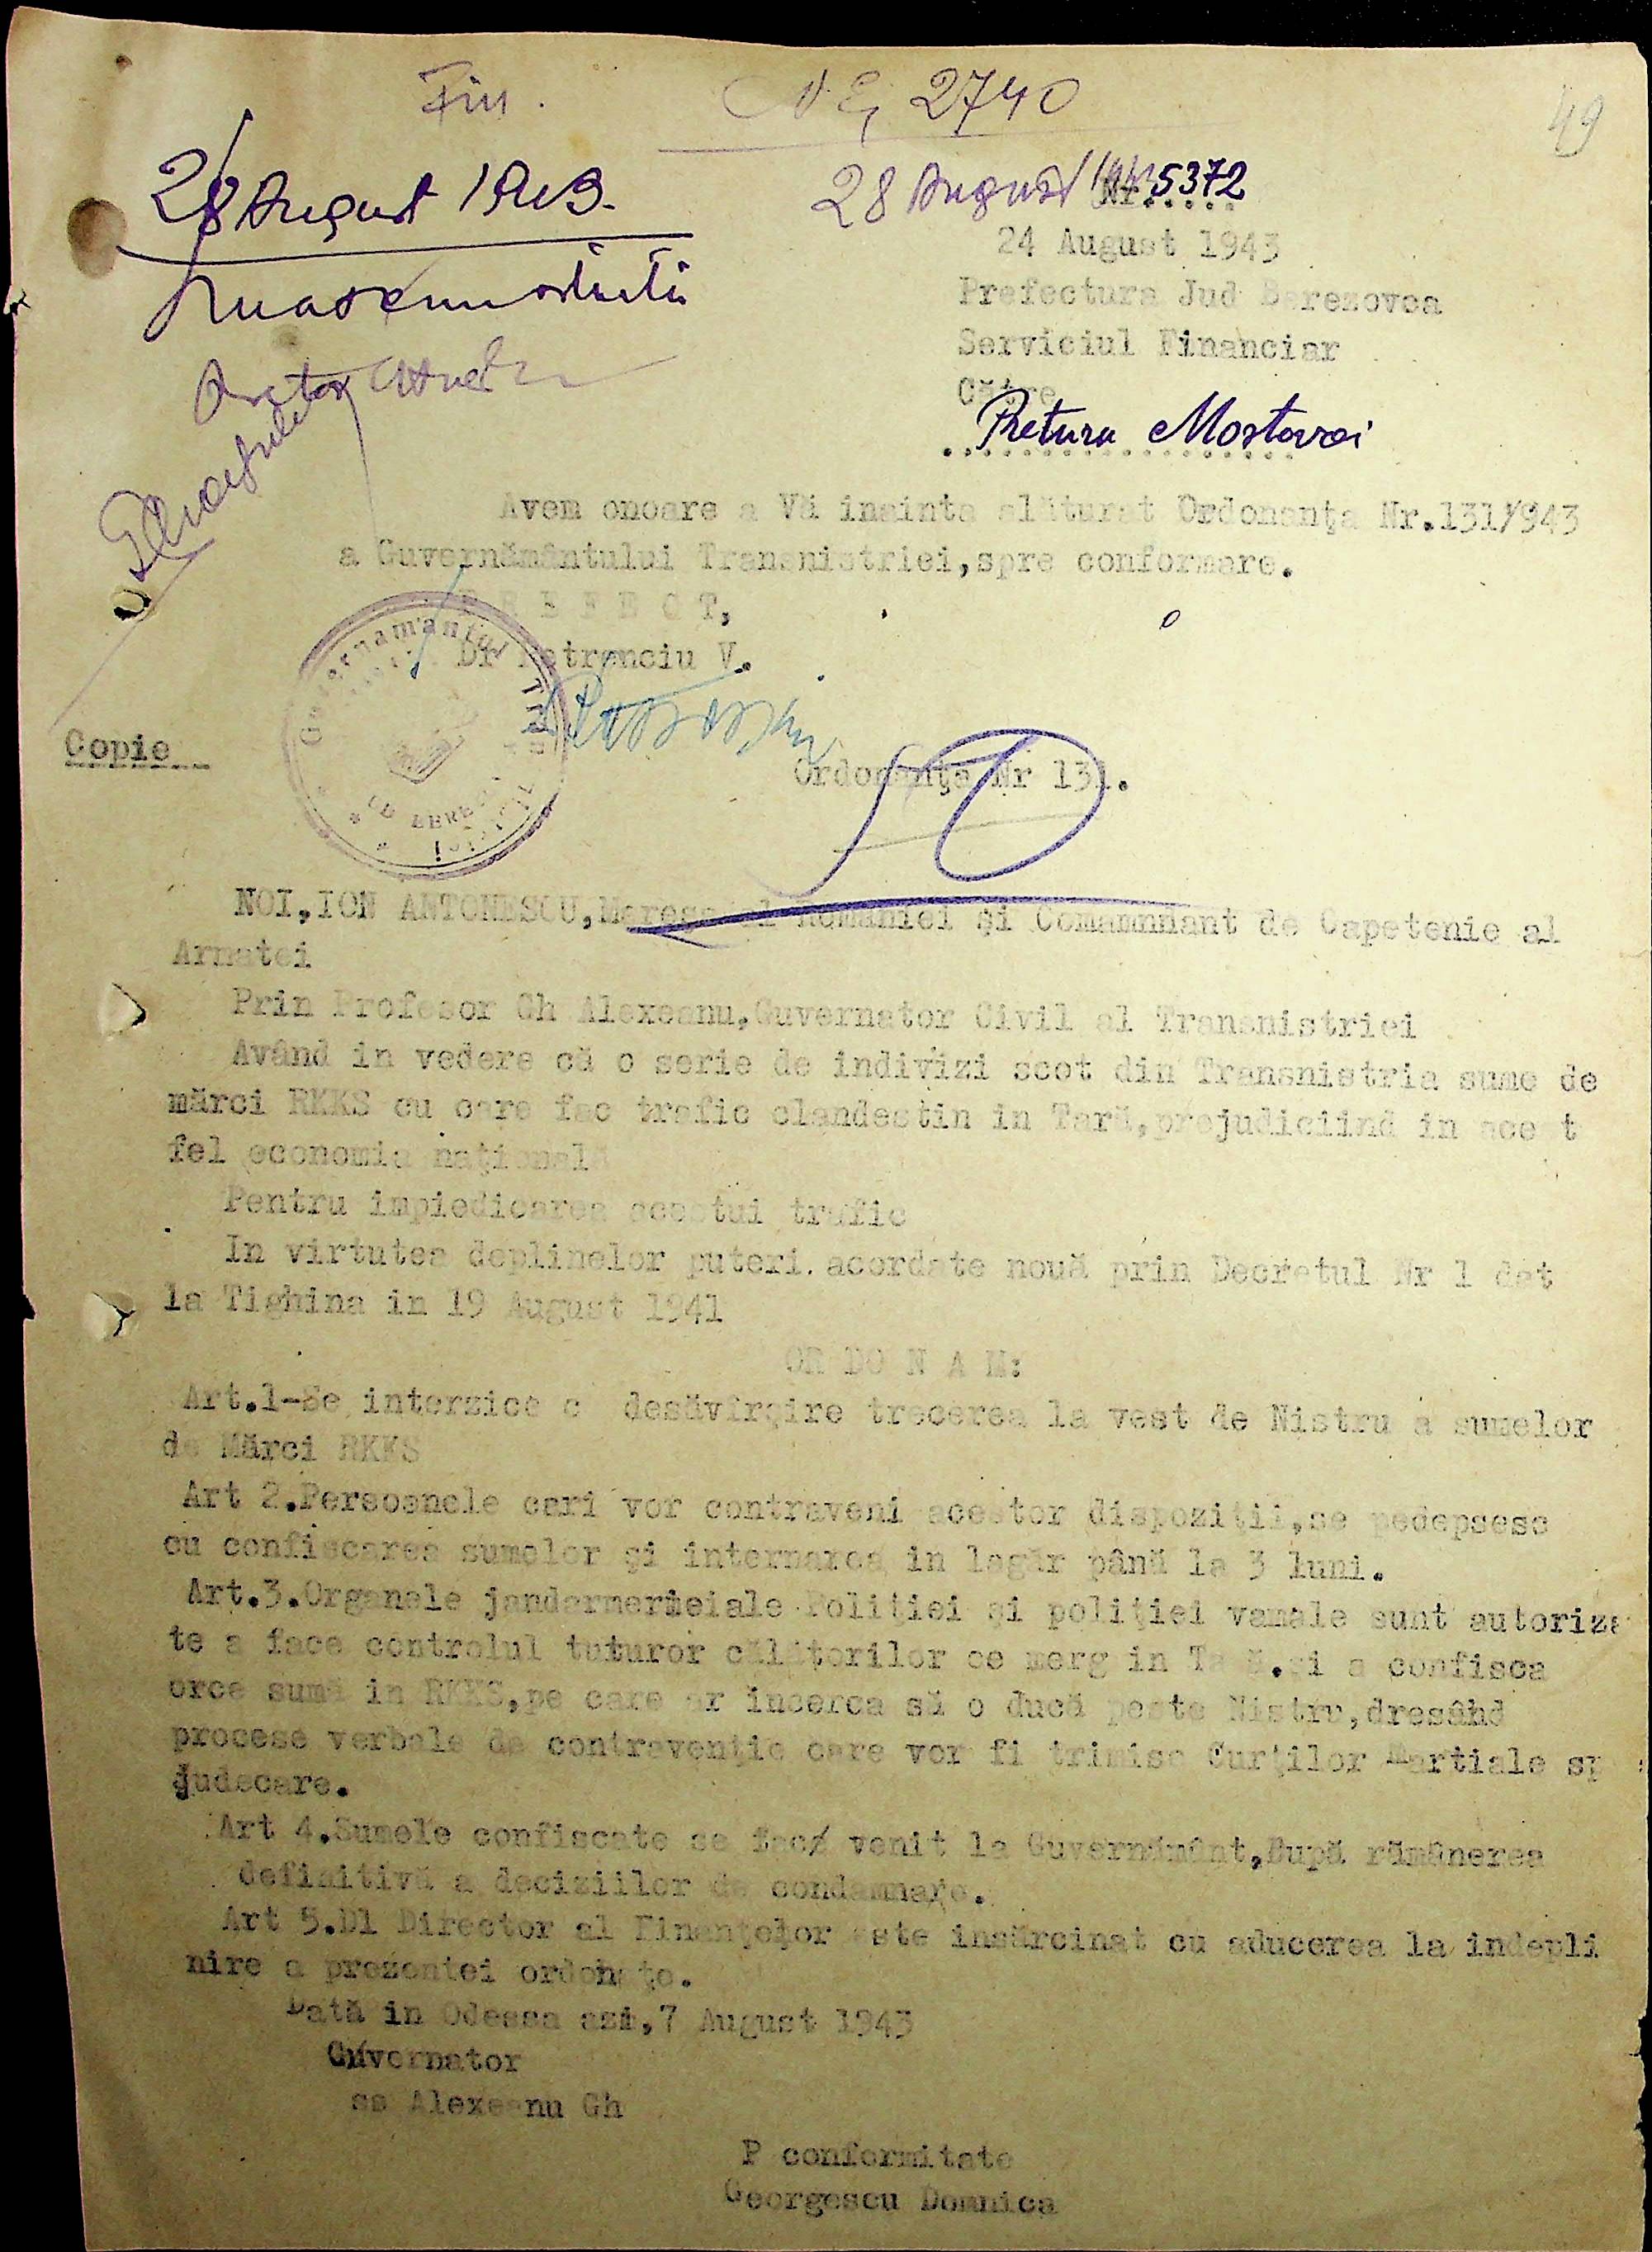 Fin.
2740
49
28 August 1943.
28 August 1943
Nr.5372
24 August 1943
Prefectura Jud Berezovca
Serviciul Financiar
Către
Pretura Mostovoi
Avem onoare a Vă inainta alăturat Ordonanţa Nr.131/943
a Guvernământului Transnistriei,spre conformare.
P R E F E C T,
Dr Petrenciu V.
Copie
Ordonanţa Nr 131.
NOI,ION ANTONESCU,Mareşal al României şi Comamnnant de Capetenie al
Armatei
Prin Profesor Gh Alexeanu,Guvernator Civil al Transnistriei
Având in vedere că o serie de indivizi scot din Transnistria sume de
mărci RKKS cu care fac trafic clandestin in Tară,prejudiciind in acest
fel economia naţională
Pentru impiedicarea acestui trafic
In virtutea deplinelor puteri acordate nouă prin Decretul Nr 1 dat
la Tighina in 19 August 1941
OR DO N A M:
Art.1-Se interzice cu desăvîrşire trecerea la vest de Nistru a sumelor
de Mărci RKKS
Art 2.Persoanele cari vor contraveni acestor dispoziţii,se pedepsesc
cu confiscarea sumelor şi internarea in lagăr până la 3 luni.
Art.3.Organele jandarmereiale Poliţiei şi poliţiei vamale sunt autoriza
te a face controlul tuturor călătorilor ce merg in Tară.şi a confisca
orce sumă in RKKS,pe care ar incerca să o ducă peste Nistru,dresând
procese verbale de contravenţie care vor fi trimise Curţilor Martiale spre
judecare.
Art 4.Sumele confiscate se fac venit la Guvernământ,după rămânerea
definitivă a deciziilor de condamnare.
Art 5.Dl Director al Finanţelor este insărcinat cu aducerea la indepli
nire a prezentei ordonanţe.
Dată in Odessa azi,7 August 1943
Guvernator
ss Alexeanu Gh
P conformitate
Georgescu Domnica